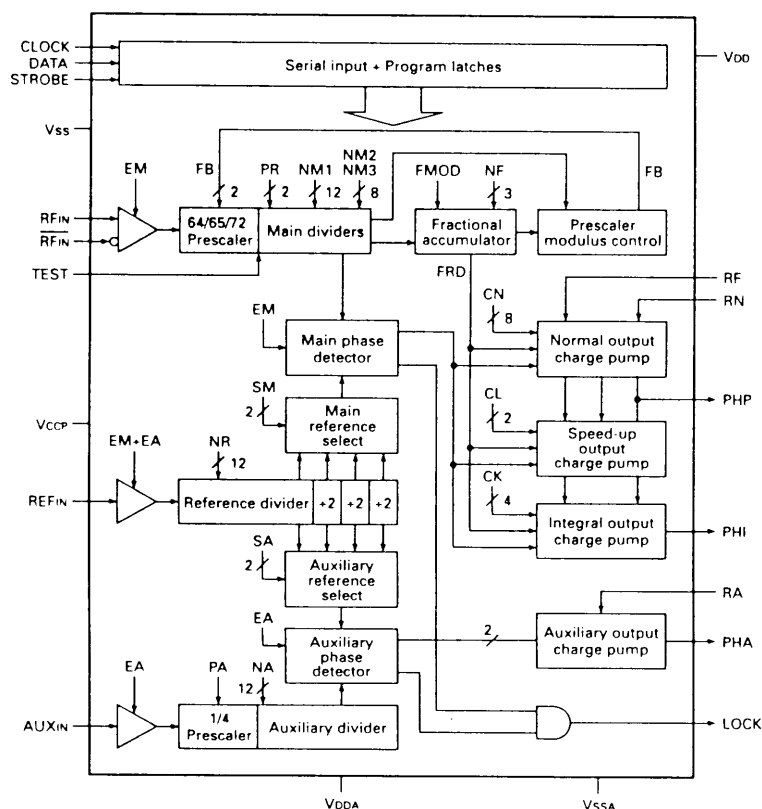 CLOCK
DATA
STROBE
Serial input + Program latches
VDD
VSS
EM
FB
2
PR
2
NM1
12
NM2
NM3
8
FMOD
NF
3
FB
RFIN
RFIN
64/65/72
Prescaler
Main dividers
Fractional
accumulator
Prescaler
modulus control
TEST
FRD
RF
RN
EM
Main phase
detector
CN
8
Normal output
charge pump
SM
2
Main
reference
select
CL
2
Speed-up
output
charge pump
PHP
VCCP
EM+EA
NR
12
REFIN
Reference divider
÷2
÷2
÷2
CK
4
Integral output
charge pump
PHI
SA
2
Auxiliary
reference
select
RA
EA
Auxiliary
phase
detector
2
Auxiliary output
charge pump
PHA
EA
PA
NA
12
AUXIN
1/4
Prescaler
Auxiliary divider
LOCK
VDDA
VSSA